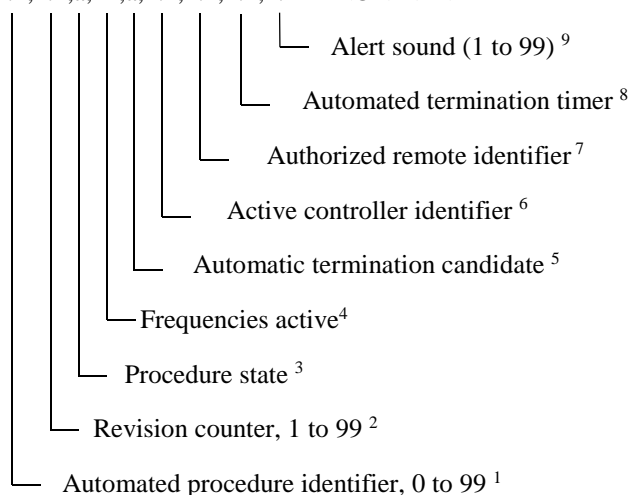 Alert sound (1 to 99) 9
Automated termination timer 8
Authorized remote identifier 7
Active controller identifier 6
Automatic termination candidate 5
Frequencies active4
Procedure state 3
Revision counter, 1 to 99 2
Automated procedure identifier, 0 to 99 1